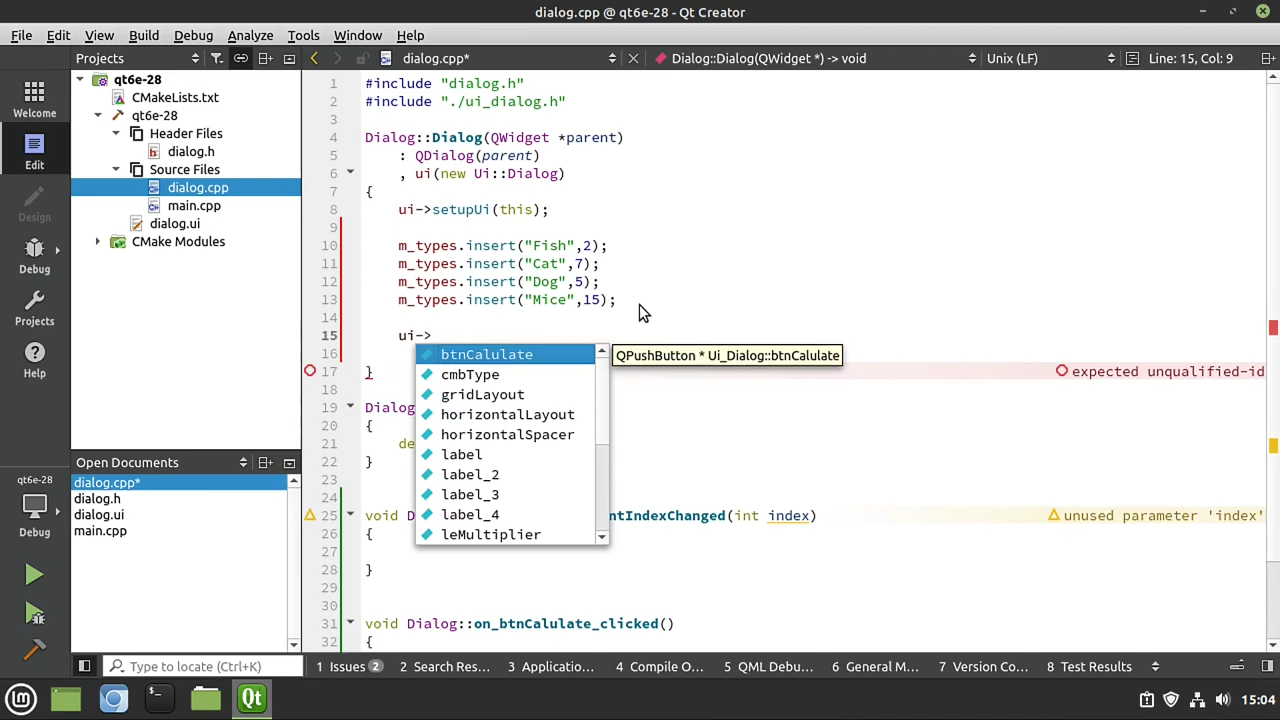 dialog.cpp @ qt6e-28 - Qt Creator
File Edit View Build Debug Analyze Tools Window Help
Projects
dialog.cpp*
Dialog::Dialog(QWidget *) -> void
Unix (LF)
Line: 15, Col: 9
Welcome
Edit
Design
Debug
Projects
Help
qt6e-28
Debug
qt6e-28
CMakeLists.txt
qt6e-28
Header Files
dialog.h
Source Files
dialog.cpp
main.cpp
dialog.ui
CMake Modules
Open Documents
dialog.cpp*
dialog.h
dialog.ui
main.cpp
1 #include "dialog.h"
2 #include "./ui_dialog.h"
3
4 Dialog::Dialog(QWidget *parent)
5 : QDialog(parent)
6 , ui(new Ui::Dialog)
7 {
8 ui->setupUi(this);
9
10 m_types.insert("Fish",2);
11 m_types.insert("Cat",7);
12 m_types.insert("Dog",5);
13 m_types.insert("Mice",15);
14
15 ui->
16
17 } expected unqualified-id
18
19 Dialog
20 {
21 de
22 }
23
24
25 void D ntIndexChanged(int index) unused parameter 'index'
26 {
27
28 }
29
30
31 void Dialog::on_btnCalulate_clicked()
32 {
btnCalulate
cmbType
gridLayout
horizontalLayout
horizontalSpacer
label
label_2
label_3
label_4
leMultiplier
QPushButton * Ui_Dialog::btnCalulate
Type to locate (Ctrl+K)
1 Issues 2
2 Search Res...
3 Applicatio...
4 Compile O...
5 QML Debu...
6 General M...
7 Version Co...
8 Test Results
Qt
15:04